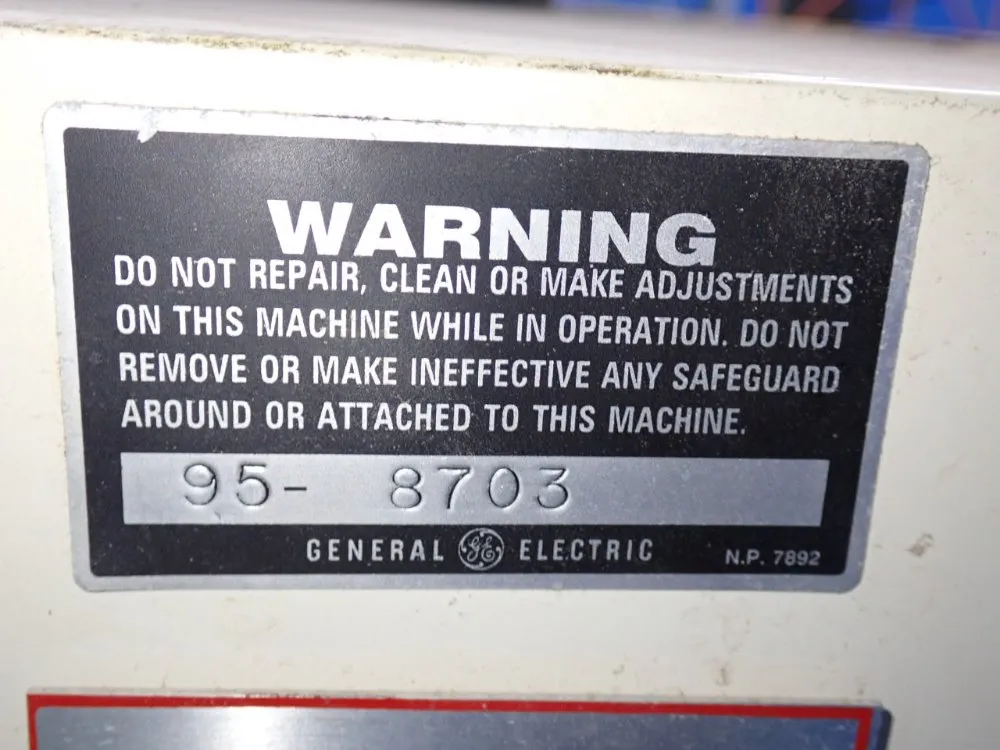 WARNING
DO NOT REPAIR, CLEAN OR MAKE ADJUSTMENTS
ON THIS MACHINE WHILE IN OPERATION. DO NOT
REMOVE OR MAKE INEFFECTIVE ANY SAFEGUARD
AROUND OR ATTACHED TO THIS MACHINE.
95- 8703
GENERAL GE ELECTRIC N.P. 7892